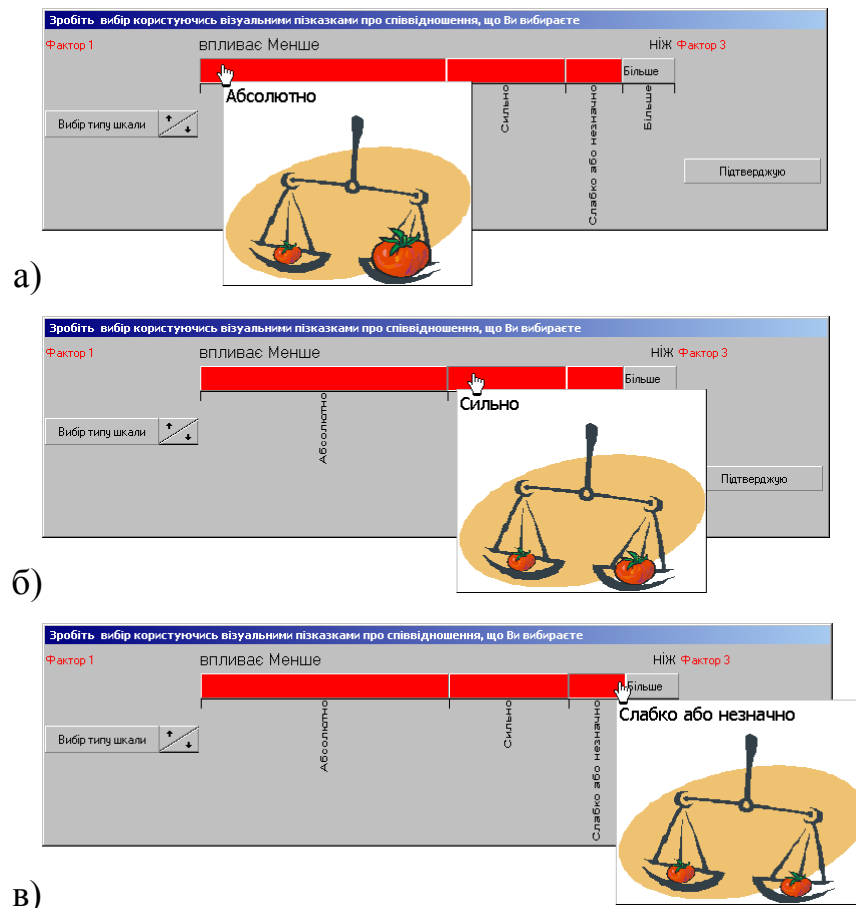 Зробіть вибір користуючись візуальними пізказками про співвідношення, що Ви вибираєте
Фактор 1
впливає Менше
ніж Фактор 3
Більше
Абсолютно
Сильно
Слабко або незначно
Більше
Вибір типу шкали
Підтверджую
а)
Зробіть вибір користуючись візуальними пізказками про співвідношення, що Ви вибираєте
Фактор 1
впливає Менше
ніж Фактор 3
Більше
Абсолютно
Сильно
Вибір типу шкали
Підтверджую
б)
Зробіть вибір користуючись візуальними пізказками про співвідношення, що Ви вибираєте
Фактор 1
впливає Менше
ніж Фактор 3
Більше
Абсолютно
Сильно
Слабко або незначно
Слабко або незначно
Вибір типу шкали
в)